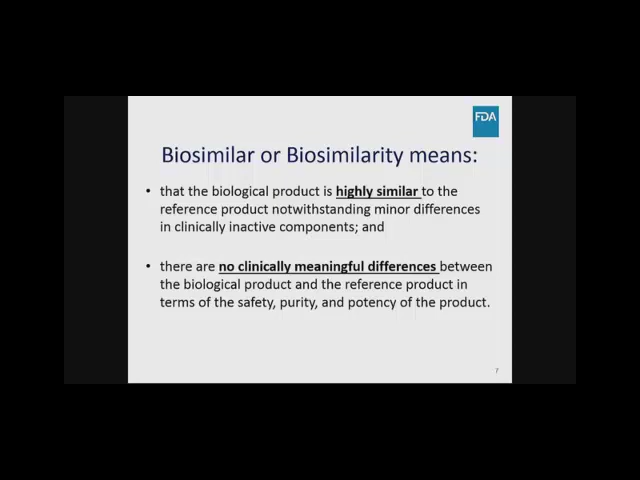 FDA
Biosimilar or Biosimilarity means:
• that the biological product is highly similar to the
reference product notwithstanding minor differences
in clinically inactive components; and
• there are no clinically meaningful differences between
the biological product and the reference product in
terms of the safety, purity, and potency of the product.
7